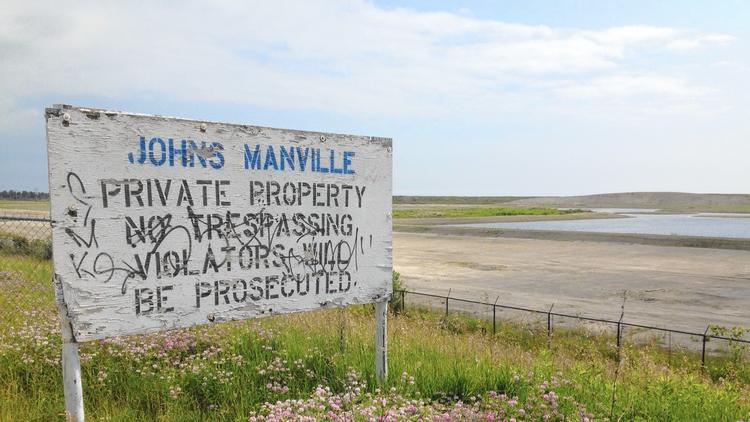 JOHNS MANVILLE
PRIVATE PROPERTY
NO TRESPASSING
VIOLATORS WILL
BE PROSECUTED.